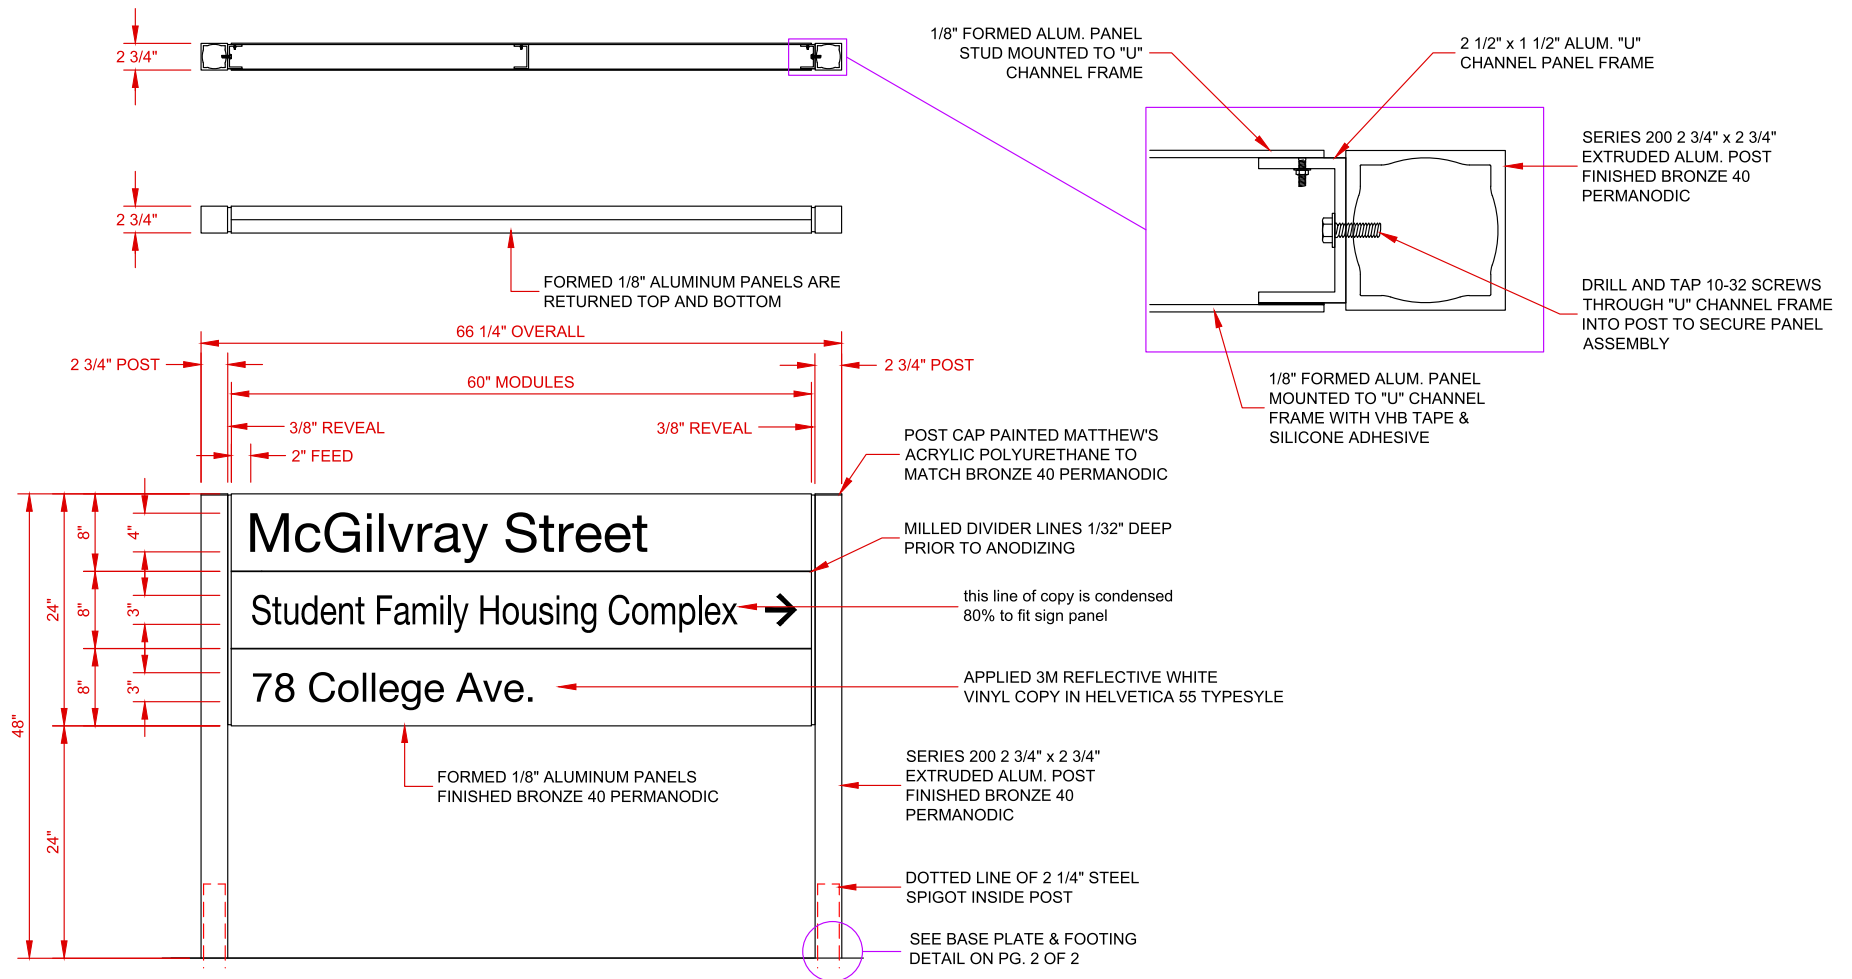 2 3/4"
1/8" FORMED ALUM. PANEL
STUD MOUNTED TO "U"
CHANNEL FRAME
2 1/2" x 1 1/2" ALUM. "U"
CHANNEL PANEL FRAME
SERIES 200 2 3/4" x 2 3/4"
EXTRUDED ALUM. POST
FINISHED BRONZE 40
PERMANODIC
2 3/4"
FORMED 1/8" ALUMINUM PANELS ARE
RETURNED TOP AND BOTTOM
DRILL AND TAP 10-32 SCREWS
THROUGH "U" CHANNEL FRAME
INTO POST TO SECURE PANEL
ASSEMBLY
1/8" FORMED ALUM. PANEL
MOUNTED TO "U" CHANNEL
FRAME WITH VHB TAPE &
SILICONE ADHESIVE
66 1/4" OVERALL
2 3/4" POST
2 3/4" POST
60" MODULES
3/8" REVEAL
3/8" REVEAL
2" FEED
POST CAP PAINTED MATTHEW'S
ACRYLIC POLYURETHANE TO
MATCH BRONZE 40 PERMANODIC
8"
4"
McGilvray Street
MILLED DIVIDER LINES 1/32" DEEP
PRIOR TO ANODIZING
24"
8"
3"
Student Family Housing Complex →
this line of copy is condensed
80% to fit sign panel
8"
3"
78 College Ave.
APPLIED 3M REFLECTIVE WHITE
VINYL COPY IN HELVETICA 55 TYPESYLE
48"
FORMED 1/8" ALUMINUM PANELS
FINISHED BRONZE 40 PERMANODIC
SERIES 200 2 3/4" x 2 3/4"
EXTRUDED ALUM. POST
FINISHED BRONZE 40
PERMANODIC
24"
DOTTED LINE OF 2 1/4" STEEL
SPIGOT INSIDE POST
SEE BASE PLATE & FOOTING
DETAIL ON PG. 2 OF 2